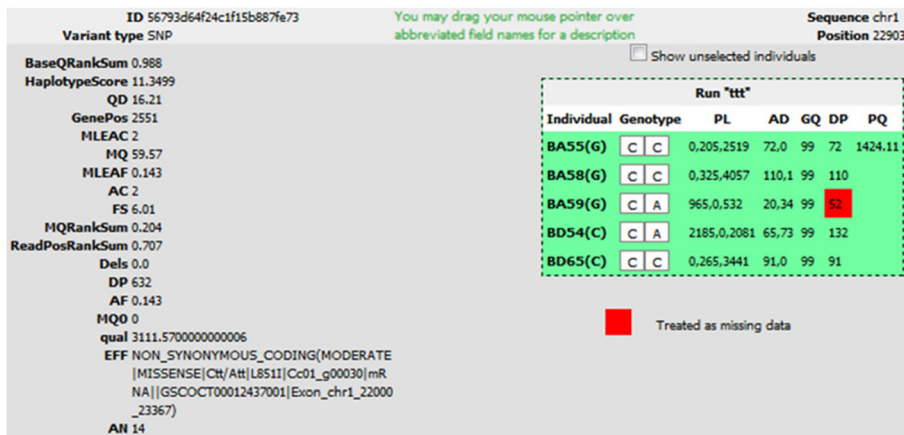 ID 56793d64f24c1f15b887fe73
Variant type SNP
You may drag your mouse pointer over
abbreviated field names for a description
Sequence chr1
Position 22903
Show unselected individuals
BaseQRankSum 0.988
HaplotypeScore 11.3499
QD 16.21
GenePos 2551
MLEAC 2
MQ 59.57
MLEAF 0.143
AC 2
FS 6.01
MQRankSum 0.204
ReadPosRankSum 0.707
Dels 0.0
DP 632
AF 0.143
MQ0 0
qual 3111.5700000000006
EFF NON_SYNONYMOUS_CODING(MODERATE
|MISSENSE|Ctt/Att|L851I|Cc01_g00030|mR
NA||GSCOCT00012437001|Exon_chr1_22000
_23367)
AN 14
Run "ttt"
Individual Genotype PL AD GQ DP PQ
BA55(G) C C 0,205,2519 72,0 99 72 1424.11
BA58(G) C C 0,325,4057 110,1 99 110
BA59(G) C A 965,0,532 20,34 99 52
BD54(C) C A 2185,0,2081 65,73 99 132
BD65(C) C C 0,265,3441 91,0 99 91
Treated as missing data